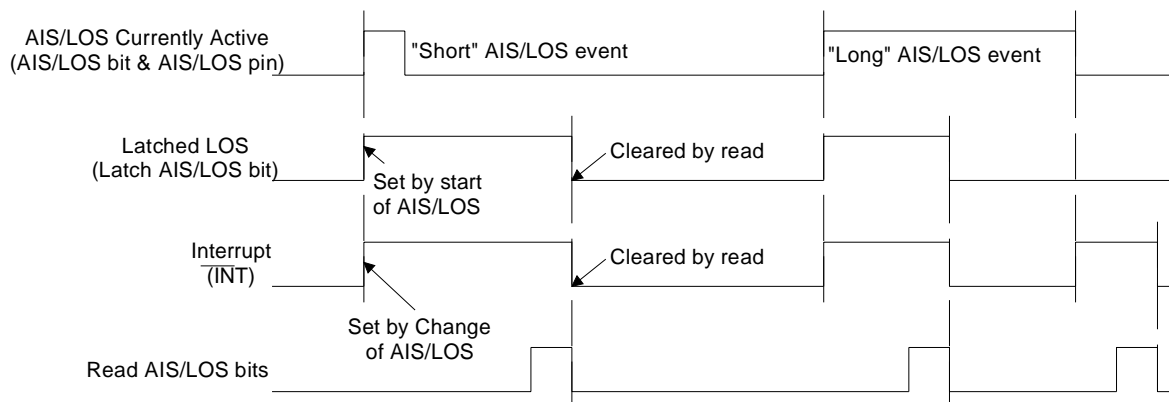 AIS/LOS Currently Active
(AIS/LOS bit & AIS/LOS pin)
"Short" AIS/LOS event
"Long" AIS/LOS event
Latched LOS
(Latch AIS/LOS bit)
Cleared by read
Set by start
of AIS/LOS
Interrupt
(INT)
Cleared by read
Set by Change
of AIS/LOS
Read AIS/LOS bits